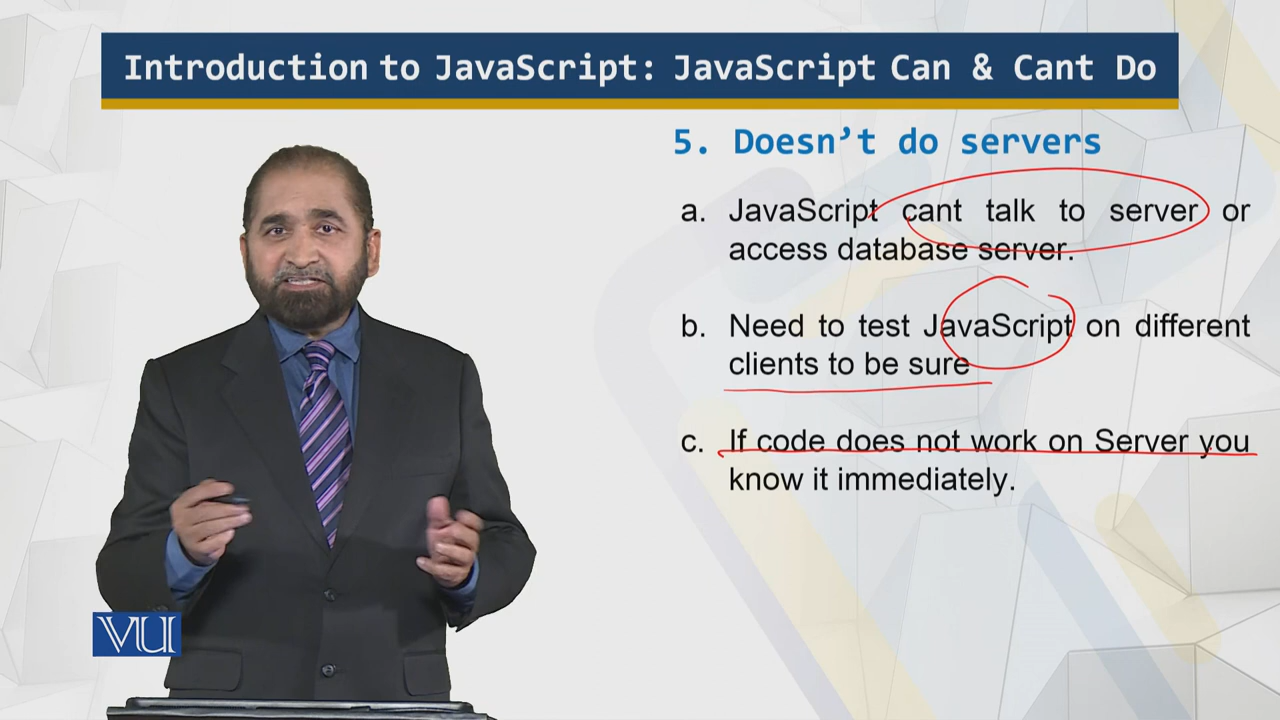 Introduction to JavaScript: JavaScript Can & Cant Do
5. Doesn’t do servers
a. JavaScript cant talk to server or
access database server.
b. Need to test JavaScript on different
clients to be sure
c. If code does not work on Server you
know it immediately.
VU